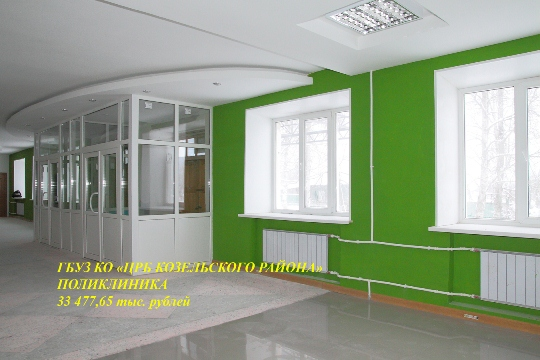 ГБУЗ КО «ЦРБ КОЗЕЛЬСКОГО РАЙОНА»
ПОЛИКЛИНИКА
33 477,65 тыс. рублей